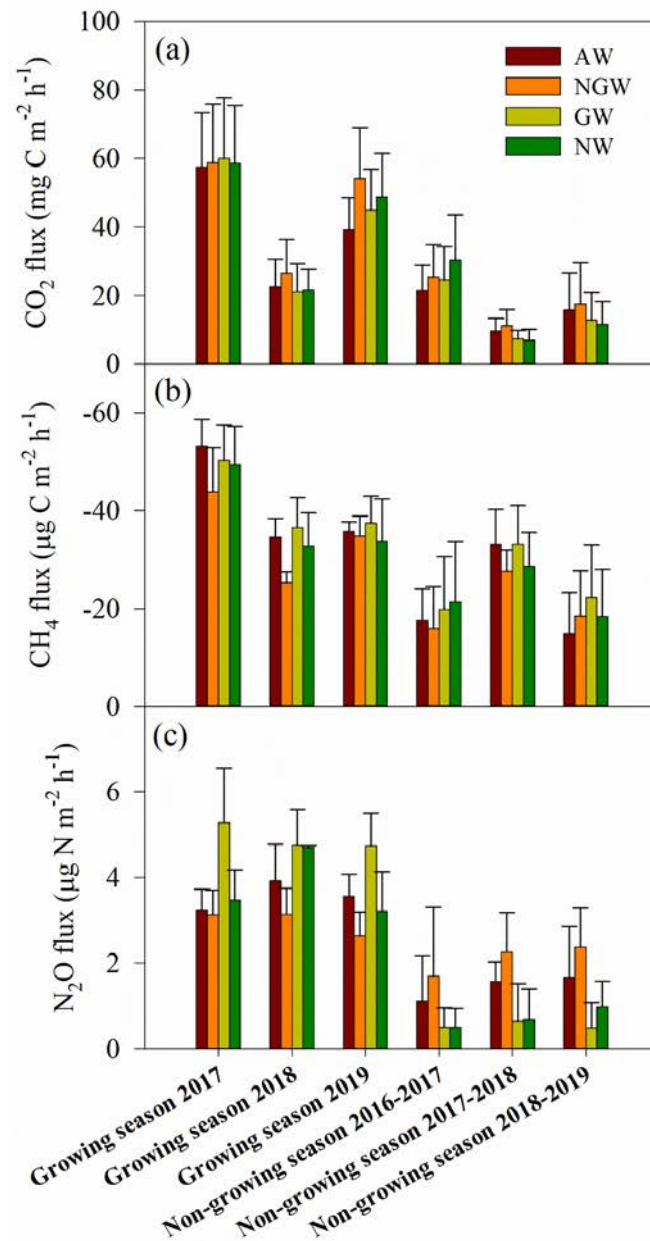 (a)
AW
NGW
GW
NW
CO₂ flux (mg C m⁻² h⁻¹)
100
80
60
40
20
0
(b)
CH₄ flux (µg C m⁻² h⁻¹)
-60
-40
-20
0
(c)
N₂O flux (µg N m⁻² h⁻¹)
6
4
2
0
Growing season 2017
Growing season 2018
Growing season 2019
Non-growing season 2016-2017
Non-growing season 2017-2018
Non-growing season 2018-2019